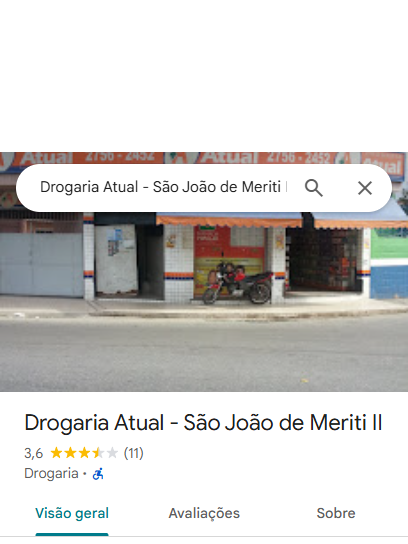 Atual 2756 - 2452 Atual 2756 - 2452
Drogaria Atual - São João de Meriti I
Drogaria Atual - São João de Meriti II
3,6 (11)
Drogaria ·
Visão geral Avaliações Sobre